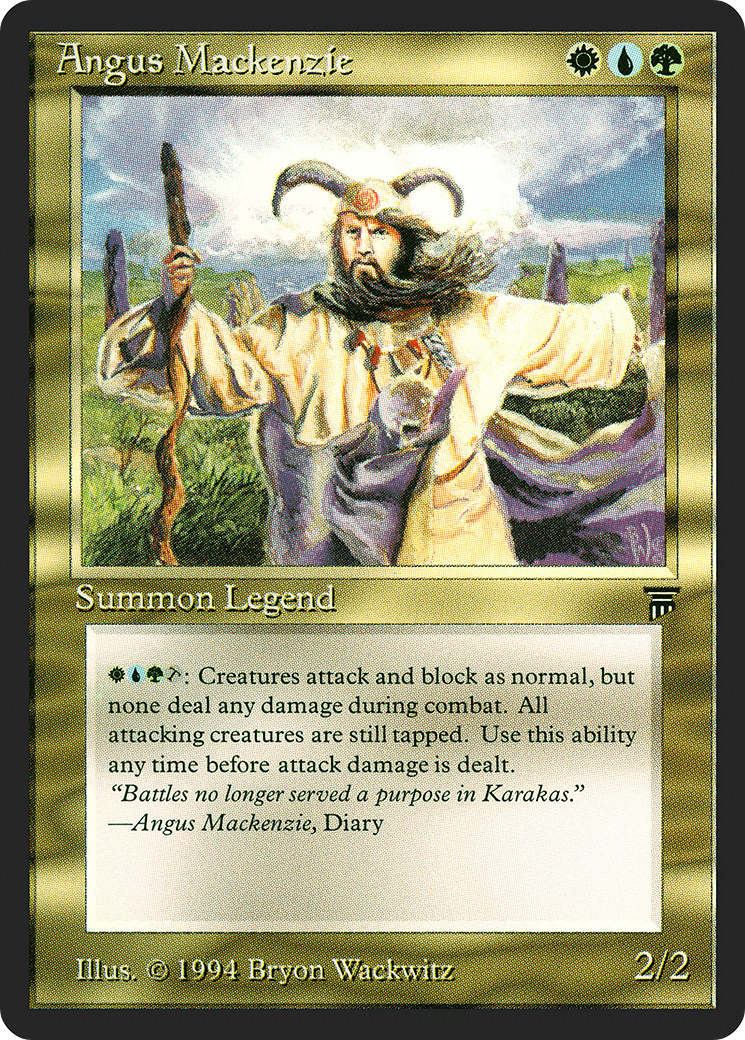 Angus Mackenzie
Summon Legend
: Creatures attack and block as normal, but
none deal any damage during combat. All
attacking creatures are still tapped. Use this ability
any time before attack damage is dealt.
“Battles no longer served a purpose in Karakas.”
—Angus Mackenzie, Diary
Illus. © 1994 Bryon Wackwitz
2/2